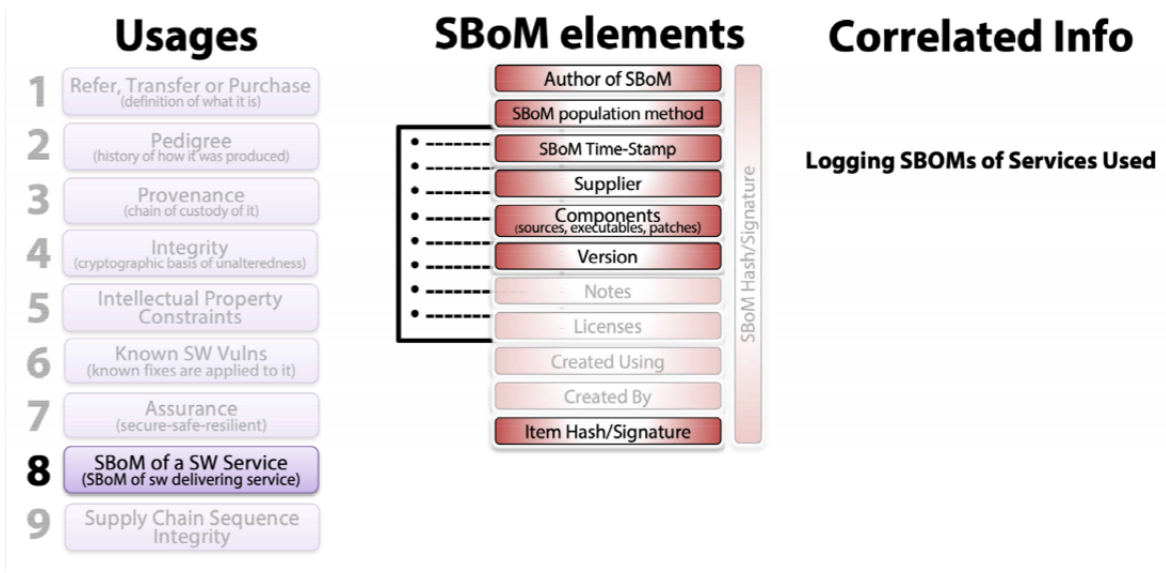 Usages
1
Refer, Transfer or Purchase
(definition of what it is)
2
Pedigree
(history of how it was produced)
3
Provenance
(chain of custody of it)
4
Integrity
(cryptographic basis of unalteredness)
5
Intellectual Property
Constraints
6
Known SW Vulns
(known fixes are applied to it)
7
Assurance
(secure-safe-resilient)
8
SBoM of a SW Service
(SBoM of sw delivering service)
9
Supply Chain Sequence
Integrity
SBoM elements
Author of SBoM
SBoM population method
SBoM Time-Stamp
Supplier
Components
(sources, executables, patches)
Version
Notes
Licenses
Created Using
Created By
Item Hash/Signature
SBoM Hash/Signature
Correlated Info
Logging SBOMs of Services Used